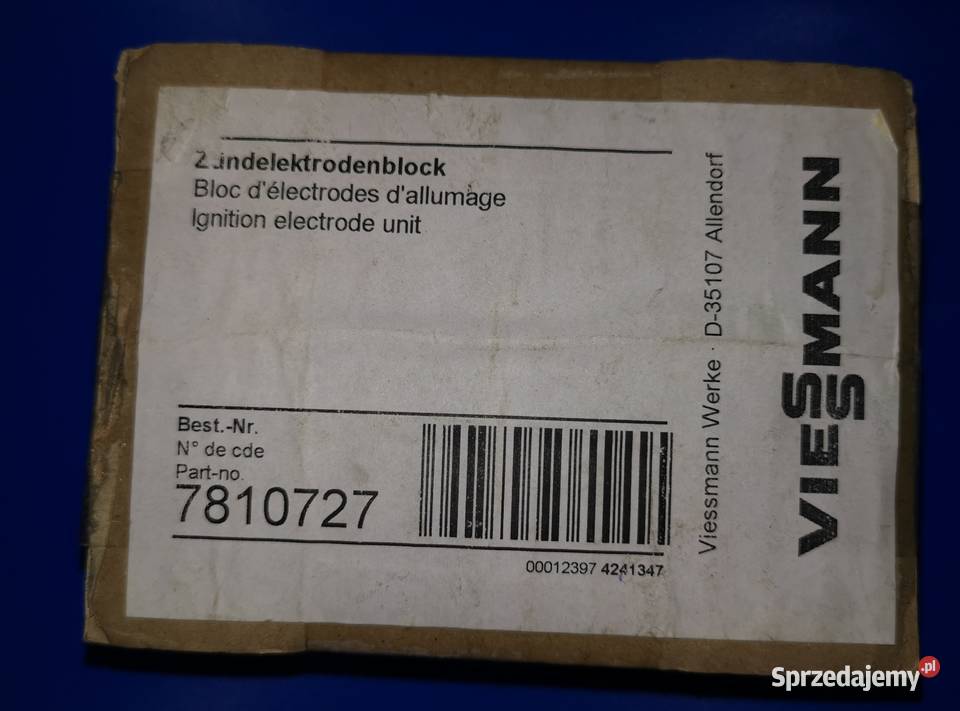 Zündelektrodenblock
Bloc d'électrodes d'allumage
Ignition electrode unit
Best.-Nr.
N° de cde
Part-no.
7810727
00012397 4241347
Viessmann Werke · D-35107 Allendorf
VIESSMANN
Sprzedajemy.pl